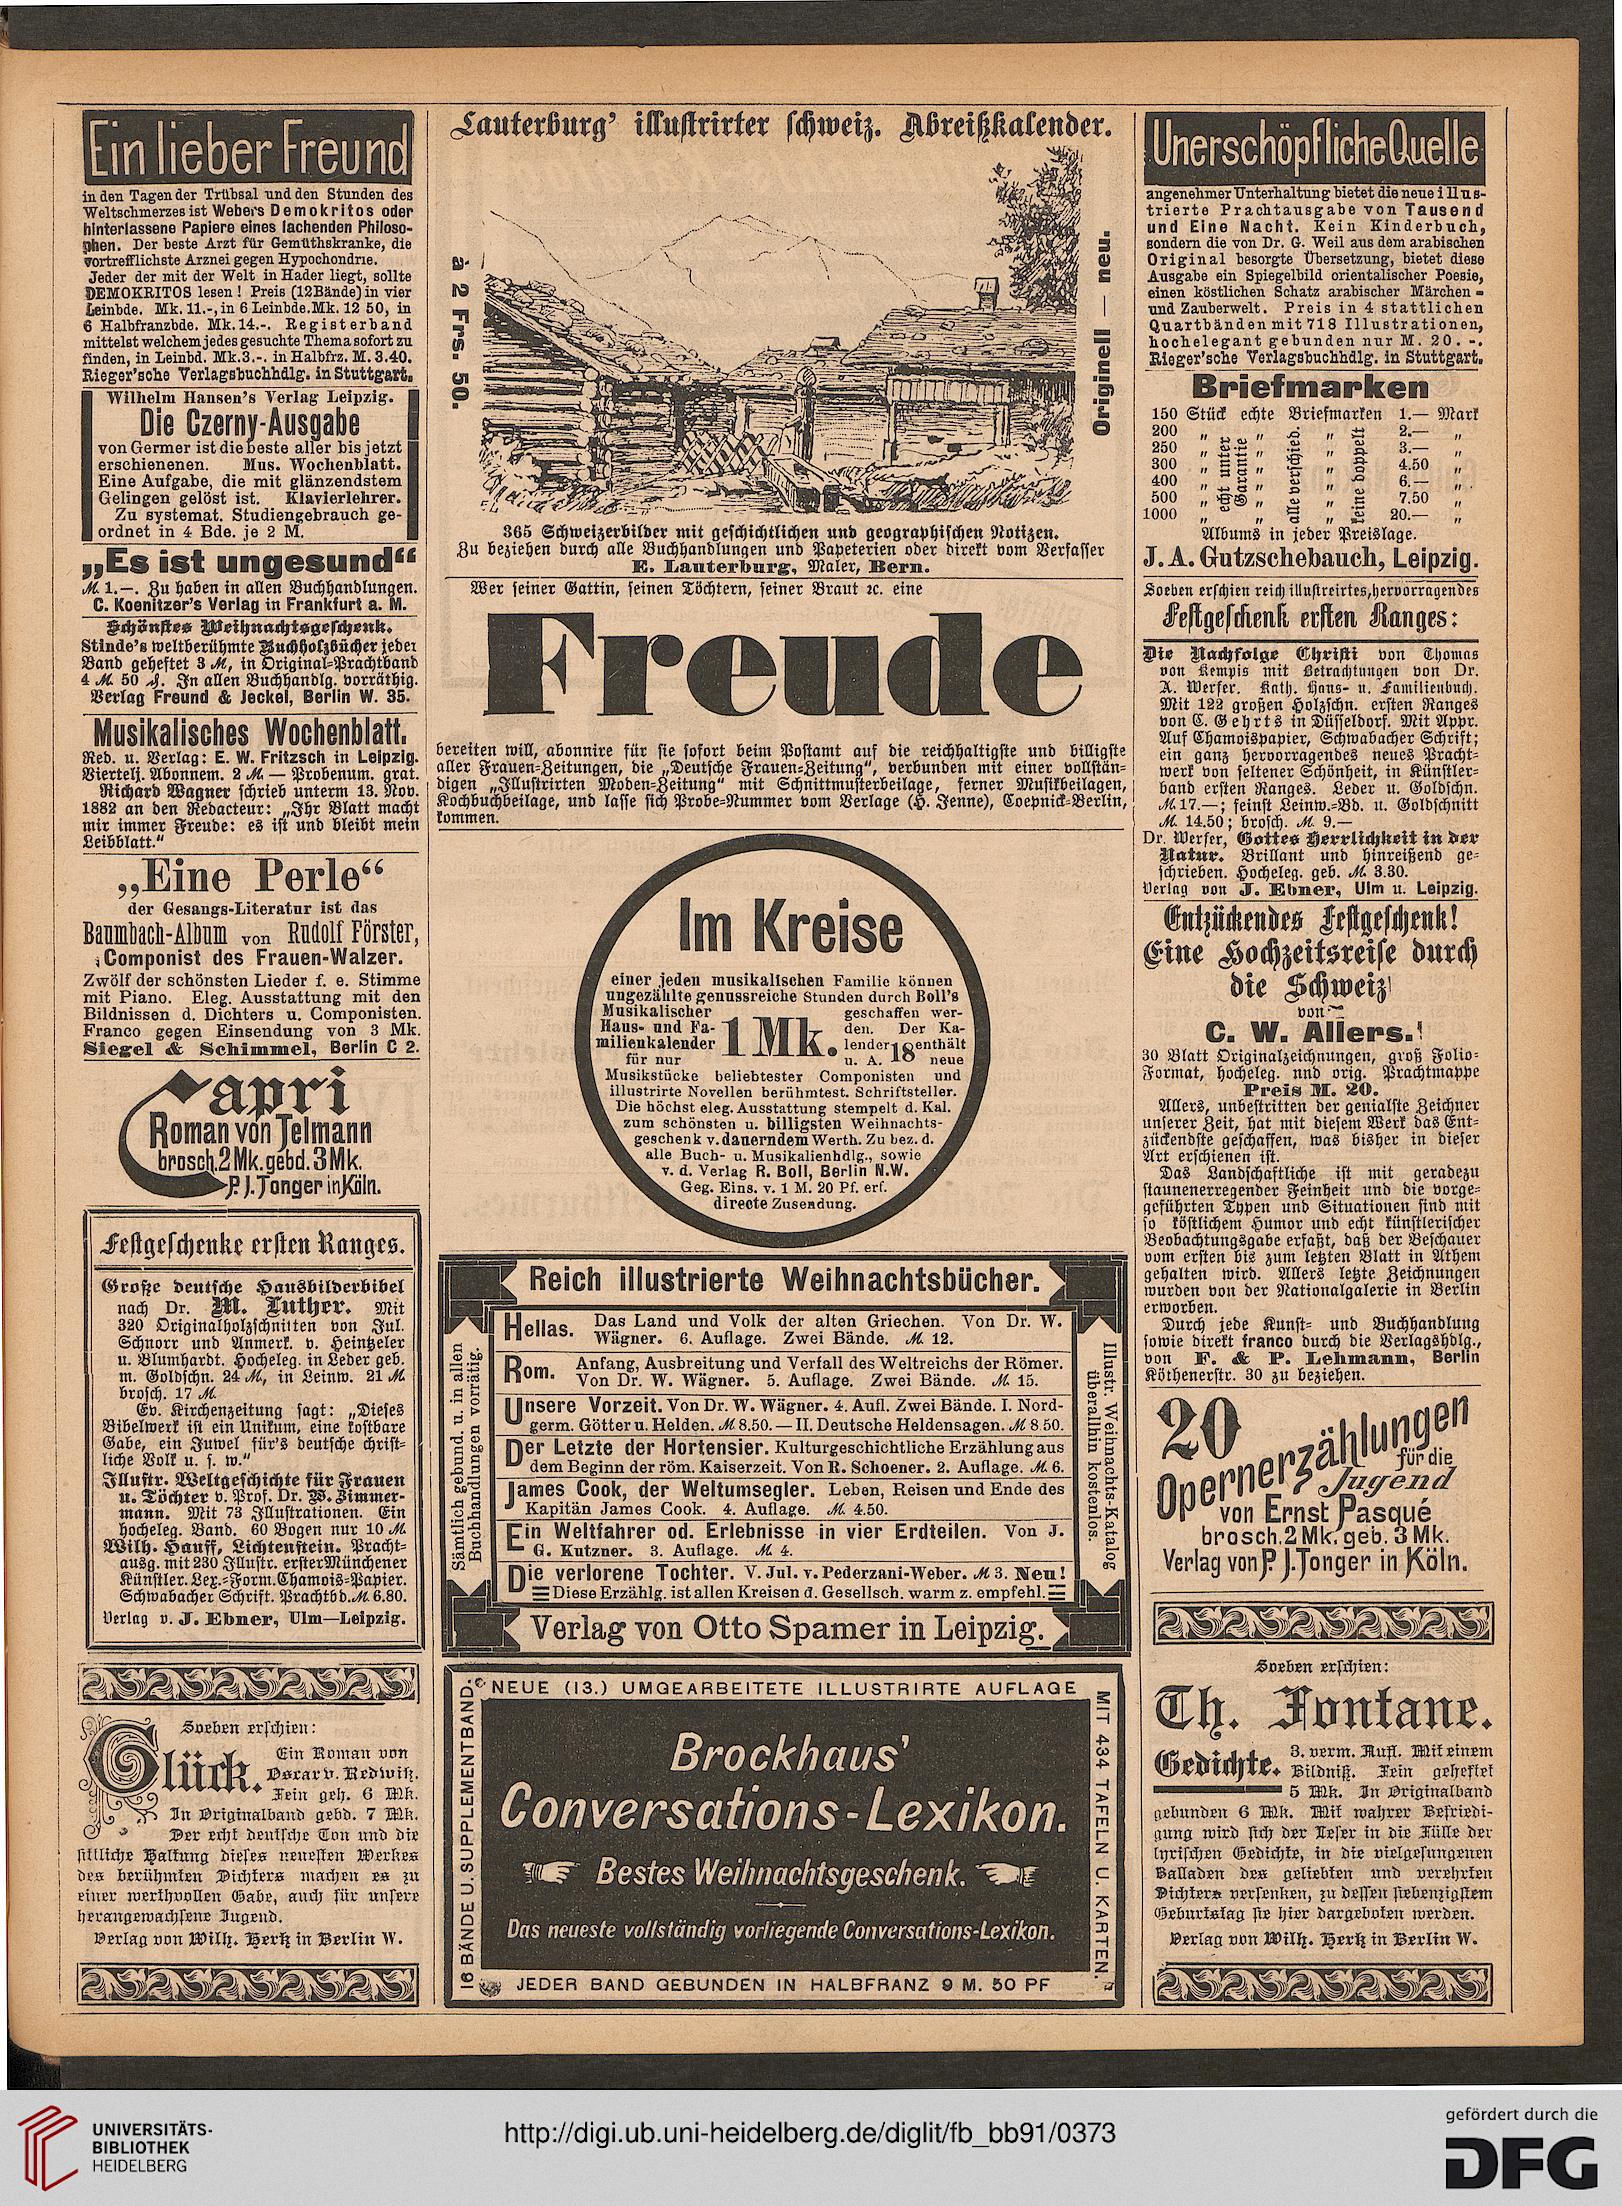 Ein lieber Freund
in den Tagen der Trübsal und den Stunden des
Weltschmerzes ist Webers Demokritos oder
hinterlassene Papiere eines lachenden Philoso-
phen. Der beste Arzt für Gemüthskranke, die
vortrefflichste Arznei gegen Hypochondrie.
Jeder der mit der Welt in Hader liegt, sollte
DEMOKRITOS lesen! Preis (12Bände) in vier
Leinbde. Mk. 11.-, in 6 Leinbde. Mk. 12 50, in
6 Halbfranzbde. Mk. 14.-. Registerband
mittelst welchem jedes gesuchte Thema sofort zu
finden, in Leinbd. Mk. 3.-. in Halbfrz. M. 3.40.
Rieger'sche Verlagsbuchhdlg. in Stuttgart.
Wilhelm Hansen's Verlag Leipzig.
Die Czerny-Ausgabe
von Germer ist die beste aller bis jetzt
erschienenen. Mus. Wochenblatt.
Eine Aufgabe, die mit glänzendstem
Gelingen gelöst ist. Klavierlehrer.
Zu systemat. Studiengebrauch ge-
ordnet in 4 Bde. je 2 M.
„Es ist ungesund“
M. 1.—. Zu haben in allen Buchhandlungen.
C. Koenitzer's Verlag in Frankfurt a. M.
Schönstes Weihnachtsgeschenk.
Stinde's weltberühmte Buchholzbücher jeder
Band geheftet 3 M, in Original-Prachtband
4 M. 50 ₰. In allen Buchhandlg. vorräthig.
Verlag Freund & Jeckel, Berlin W. 35.
Musikalisches Wochenblatt.
Red. u. Verlag: E. W. Fritzsch in Leipzig.
Viertelj. Abonnem. 2 M. — Probenum. grat.
Richard Wagner schrieb unterm 13. Nov.
1882 an den Redacteur: „Ihr Blatt macht
mir immer Freude: es ist und bleibt mein
Leibblatt.“
„Eine Perle“
der Gesangs-Literatur ist das
Baumbach-Album von Rudolf Förster,
Componist des Frauen-Walzer.
Zwölf der schönsten Lieder f. e. Stimme
mit Piano. Eleg. Ausstattung mit den
Bildnissen d. Dichters u. Componisten.
Franco gegen Einsendung von 3 Mk.
Siegel & Schimmel, Berlin C 2.
Capri
Roman von Telmann
brosch. 2 Mk. gebd. 3 Mk.
P. J. Tonger in Köln.
Festgeschenke ersten Ranges.
Große deutsche Hausbilderbibel
nach Dr. M. Luther. Mit
320 Originalholzschnitten von Jul.
Schnorr und Anmerk. v. Heintzeler
u. Blumhardt. Hocheleg. in Leder geb.
m. Goldschn. 24 M, in Leinw. 21 M.
brosch. 17 M.
Ev. Kirchenzeitung sagt: „Dieses
Bibelwerk ist ein Unikum, eine kostbare
Gabe, ein Juwel für's deutsche christ-
liche Volk u. s. w.“
Illustr. Weltgeschichte für Frauen
u. Töchter v. Prof. Dr. W. Zimmer-
mann. Mit 73 Illustrationen. Ein
hocheleg. Band. 60 Bogen nur 10 M.
Wilh. Hauff, Lichtenstein. Pracht-
ausg. mit 230 Illustr. erster Münchener
Künstler. Lex.-Form. Chamois-Papier.
Schwabacher Schrift. Prachtbd. M. 6.80.
Verlag v. J. Ebner, Ulm—Leipzig.
Soeben erschien:
Glück.
Ein Roman von
Oscar v. Redwitz.
Fein geh. 6 Mk.
In Originalband gebd. 7 Mk.
Der echt deutsche Ton und die
sittliche Haltung dieses neuesten Werkes
des berühmten Dichters machen es zu
einer werthvollen Gabe, auch für unsere
herangewachsene Jugend.
Verlag von Wilh. Hertz in Berlin W.
Lauterburg' illustrirter schweiz. Abreißkalender.
à 2 Frs. 50.
Originell — neu.
365 Schweizerbilder mit geschichtlichen und geographischen Notizen.
Zu beziehen durch alle Buchhandlungen und Papeterien oder direkt vom Verfasser
E. Lauterburg, Maler, Bern.
Wer seiner Gattin, seinen Töchtern, seiner Braut ꝛc. eine
Freude
bereiten will, abonnire für sie sofort beim Postamt auf die reichhaltigste und billigste
aller Frauen-Zeitungen, die „Deutsche Frauen-Zeitung“, verbunden mit einer vollstän-
digen „Illustrirten Moden-Zeitung“ mit Schnittmusterbeilage, ferner Musikbeilagen,
Kochbuchbeilage, und lasse sich Probe-Nummer vom Verlage (H. Jenne), Coepnick-Berlin,
kommen.
Im Kreise
einer jeden musikalischen Familie können
ungezählte genussreiche Stunden durch Boll's
Musikalischer
Haus- und Fa-
milienkalender
für nur
1 Mk.
geschaffen wer-
den. Der Ka-
lender enthält
u. A. 18 neue
Musikstücke beliebtester Componisten und
illustrirte Novellen berühmtest. Schriftsteller.
Die höchst eleg. Ausstattung stempelt d. Kal.
zum schönsten u. billigsten Weihnachts-
geschenk v. dauerndem Werth. Zu bez. d.
alle Buch- u. Musikalienhdlg., sowie
v. d. Verlag R. Boll, Berlin N.W.
Geg. Eins. v. 1 M. 20 Pf. erf.
directe Zusendung.
Reich illustrierte Weihnachtsbücher.
Sämtlich gebund. u. in allen
Buchhandlungen vorrätig.
Hellas. Das Land und Volk der alten Griechen. Von Dr. W.
Wägner. 6. Auflage. Zwei Bände. M. 12.
Rom. Anfang, Ausbreitung und Verfall des Weltreichs der Römer.
Von Dr. W. Wägner. 5. Auflage. Zwei Bände. M. 15.
Unsere Vorzeit. Von Dr. W. Wägner. 4. Aufl. Zwei Bände. I. Nord-
germ. Götter u. Helden. M 8.50. — II. Deutsche Heldensagen. M 8 50.
Der Letzte der Hortensier. Kulturgeschichtliche Erzählung aus
dem Beginn der röm. Kaiserzeit. Von R. Schoener. 2. Auflage. M. 6.
James Cook, der Weltumsegler. Leben, Reisen und Ende des
Kapitän James Cook. 4. Auflage. M. 4.50.
Ein Weltfahrer od. Erlebnisse in vier Erdteilen. Von J.
G. Kutzner. 3. Auflage. M. 4.
Die verlorene Tochter. V. Jul. v. Pederzani-Weber. M 3. Neu!
Diese Erzählg. ist allen Kreisen d. Gesellsch. warm z. empfehl.
Illustr. Weihnachts-Katalog
überallhin kostenlos.
Verlag von Otto Spamer in Leipzig.
NEUE (13.) UMGEARBEITETE ILLUSTRIRTE AUFLAGE
16 BÄNDE U. SUPPLEMENTBAND.
Brockhaus'
Conversations-Lexikon.
Bestes Weihnachtsgeschenk.
Das neueste vollständig vorliegende Conversations-Lexikon.
MIT 434 TAFELN U. KARTEN.
JEDER BAND GEBUNDEN IN HALBFRANZ 9 M. 50 PF
Unerschöpfliche Quelle
angenehmer Unterhaltung bietet die neue illus-
trierte Prachtausgabe von Tausend
und Eine Nacht. Kein Kinderbuch,
sondern die von Dr. G. Weil aus dem arabischen
Original besorgte Übersetzung, bietet diese
Ausgabe ein Spiegelbild orientalischer Poesie,
einen köstlichen Schatz arabischer Märchen-
und Zauberwelt. Preis in 4 stattlichen
Quartbänden mit 718 Illustrationen,
hochelegant gebunden nur M. 20. -.
Rieger'sche Verlagsbuchhdlg. in Stuttgart.
Briefmarken
150 Stück echte Briefmarken 1.— Mark
200 „ „ „ 2.— „
250 „ „ „ 3.— „
300 „ „ „ 4.50 „
400 „ „ „ 6.— „
500 „ „ „ 7.50 „
1000 „ „ „ 20.— „
echt unter
Garantie
alle verschied.
keine doppelt
Albums in jeder Preislage.
J. A. Gutzschebauch, Leipzig.
Soeben erschien reich illustreirtes, hervorragendes
Festgeschenk ersten Ranges:
Die Nachfolge Christi von Thomas
von Kempis mit Betrachtungen von Dr.
A. Werfer. Kath. Haus- u. Familienbuch.
Mit 122 großen Holzschn. ersten Ranges
von C. Gehrts in Düsseldorf. Mit Appr.
Auf Chamoispapier, Schwabacher Schrift;
ein ganz hervorragendes neues Pracht-
werk von seltener Schönheit, in Künstler-
band ersten Ranges. Leder u. Goldschn.
M. 17.—; feinst Leinw.-Bd. u. Goldschnitt
M. 14.50; brosch. M. 9.—
Dr. Werfer, Gottes Herrlichkeit in der
Natur. Brillant und hinreißend ge-
schrieben. Hocheleg. geb. M. 3.30.
Verlag von J. Ebner, Ulm u. Leipzig.
Entzückendes Festgeschenk!
Eine Hochzeitsreise durch
die Schweiz
von
C. W. Allers.
30 Blatt Originalzeichnungen, groß Folio-
Format, hocheleg. nnd orig. Prachtmappe
Preis M. 20.
Allers, unbestritten der genialste Zeichner
unserer Zeit, hat mit diesem Werk das Ent-
zückendste geschaffen, was bisher in dieser
Art erschienen ist.
Das Landschaftliche ist mit geradezu
staunenerregender Feinheit und die vorge-
geführten Typen und Situationen sind mit
so köstlichem Humor und echt künstlerischer
Beobachtungsgabe erfaßt, daß der Beschauer
vom ersten bis zum letzten Blatt in Athem
gehalten wird. Allers letzte Zeichnungen
wurden von der Nationalgalerie in Berlin
erworben.
Durch jede Kunst- und Buchhandlung
sowie direkt franco durch die Verlagshdlg.,
von F. & P. Lehmann, Berlin
Köthenerstr. 30 zu beziehen.
20
Opernerzählungen
für die
Jugend
von Ernst Pasqué
brosch. 2 Mk. geb. 3 Mk.
Verlag von P. J. Tonger in Köln.
Soeben erschien:
Th. Fontane.
Gedichte. 3. verm. Aufl. Mit einem
Bildniß. Fein geheftet
5 Mk. In Originalband
gebunden 6 Mk. Mit wahrer Befriedi-
gung wird sich der Leser in die Fülle der
lyrischen Gedichte, in die vielgesungenen
Balladen des geliebten und verehrten
Dichters versenken, zu dessen siebenzigstem
Geburtstag sie hier dargeboten werden.
Verlag von Wilh. Hertz in Berlin W.
UNIVERSITÄTS-
BIBLIOTHEK
HEIDELBERG
http://digi.ub.uni-heidelberg.de/diglit/fb_bb91/0373
gefördert durch die
DFG